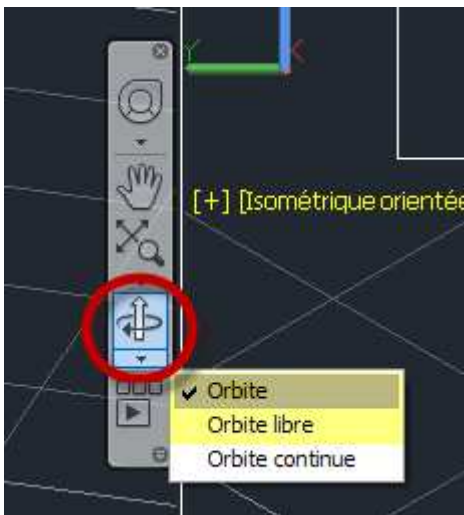 Y X
[+] [Isométrique orientée
Orbite
Orbite libre
Orbite continue